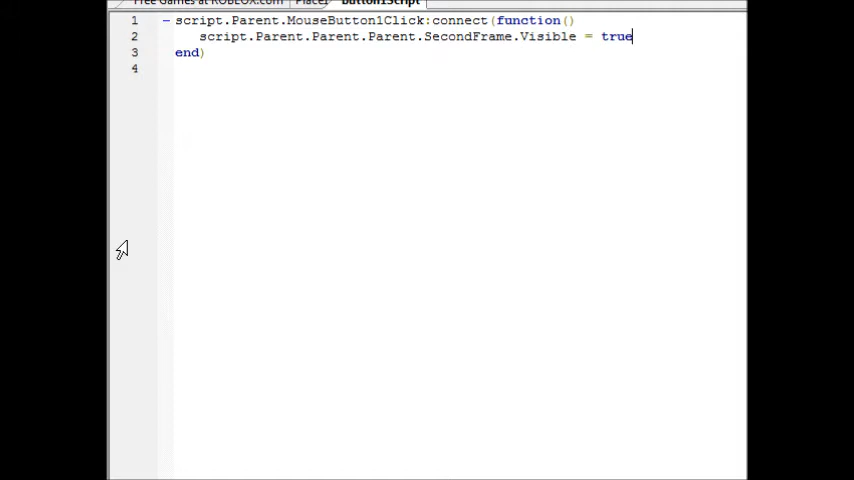 Free Games at ROBLOX.com Place1 Button1Script
1 script.Parent.MouseButton1Click:connect(function()
2 script.Parent.Parent.Parent.SecondFrame.Visible = true
3 end)
4